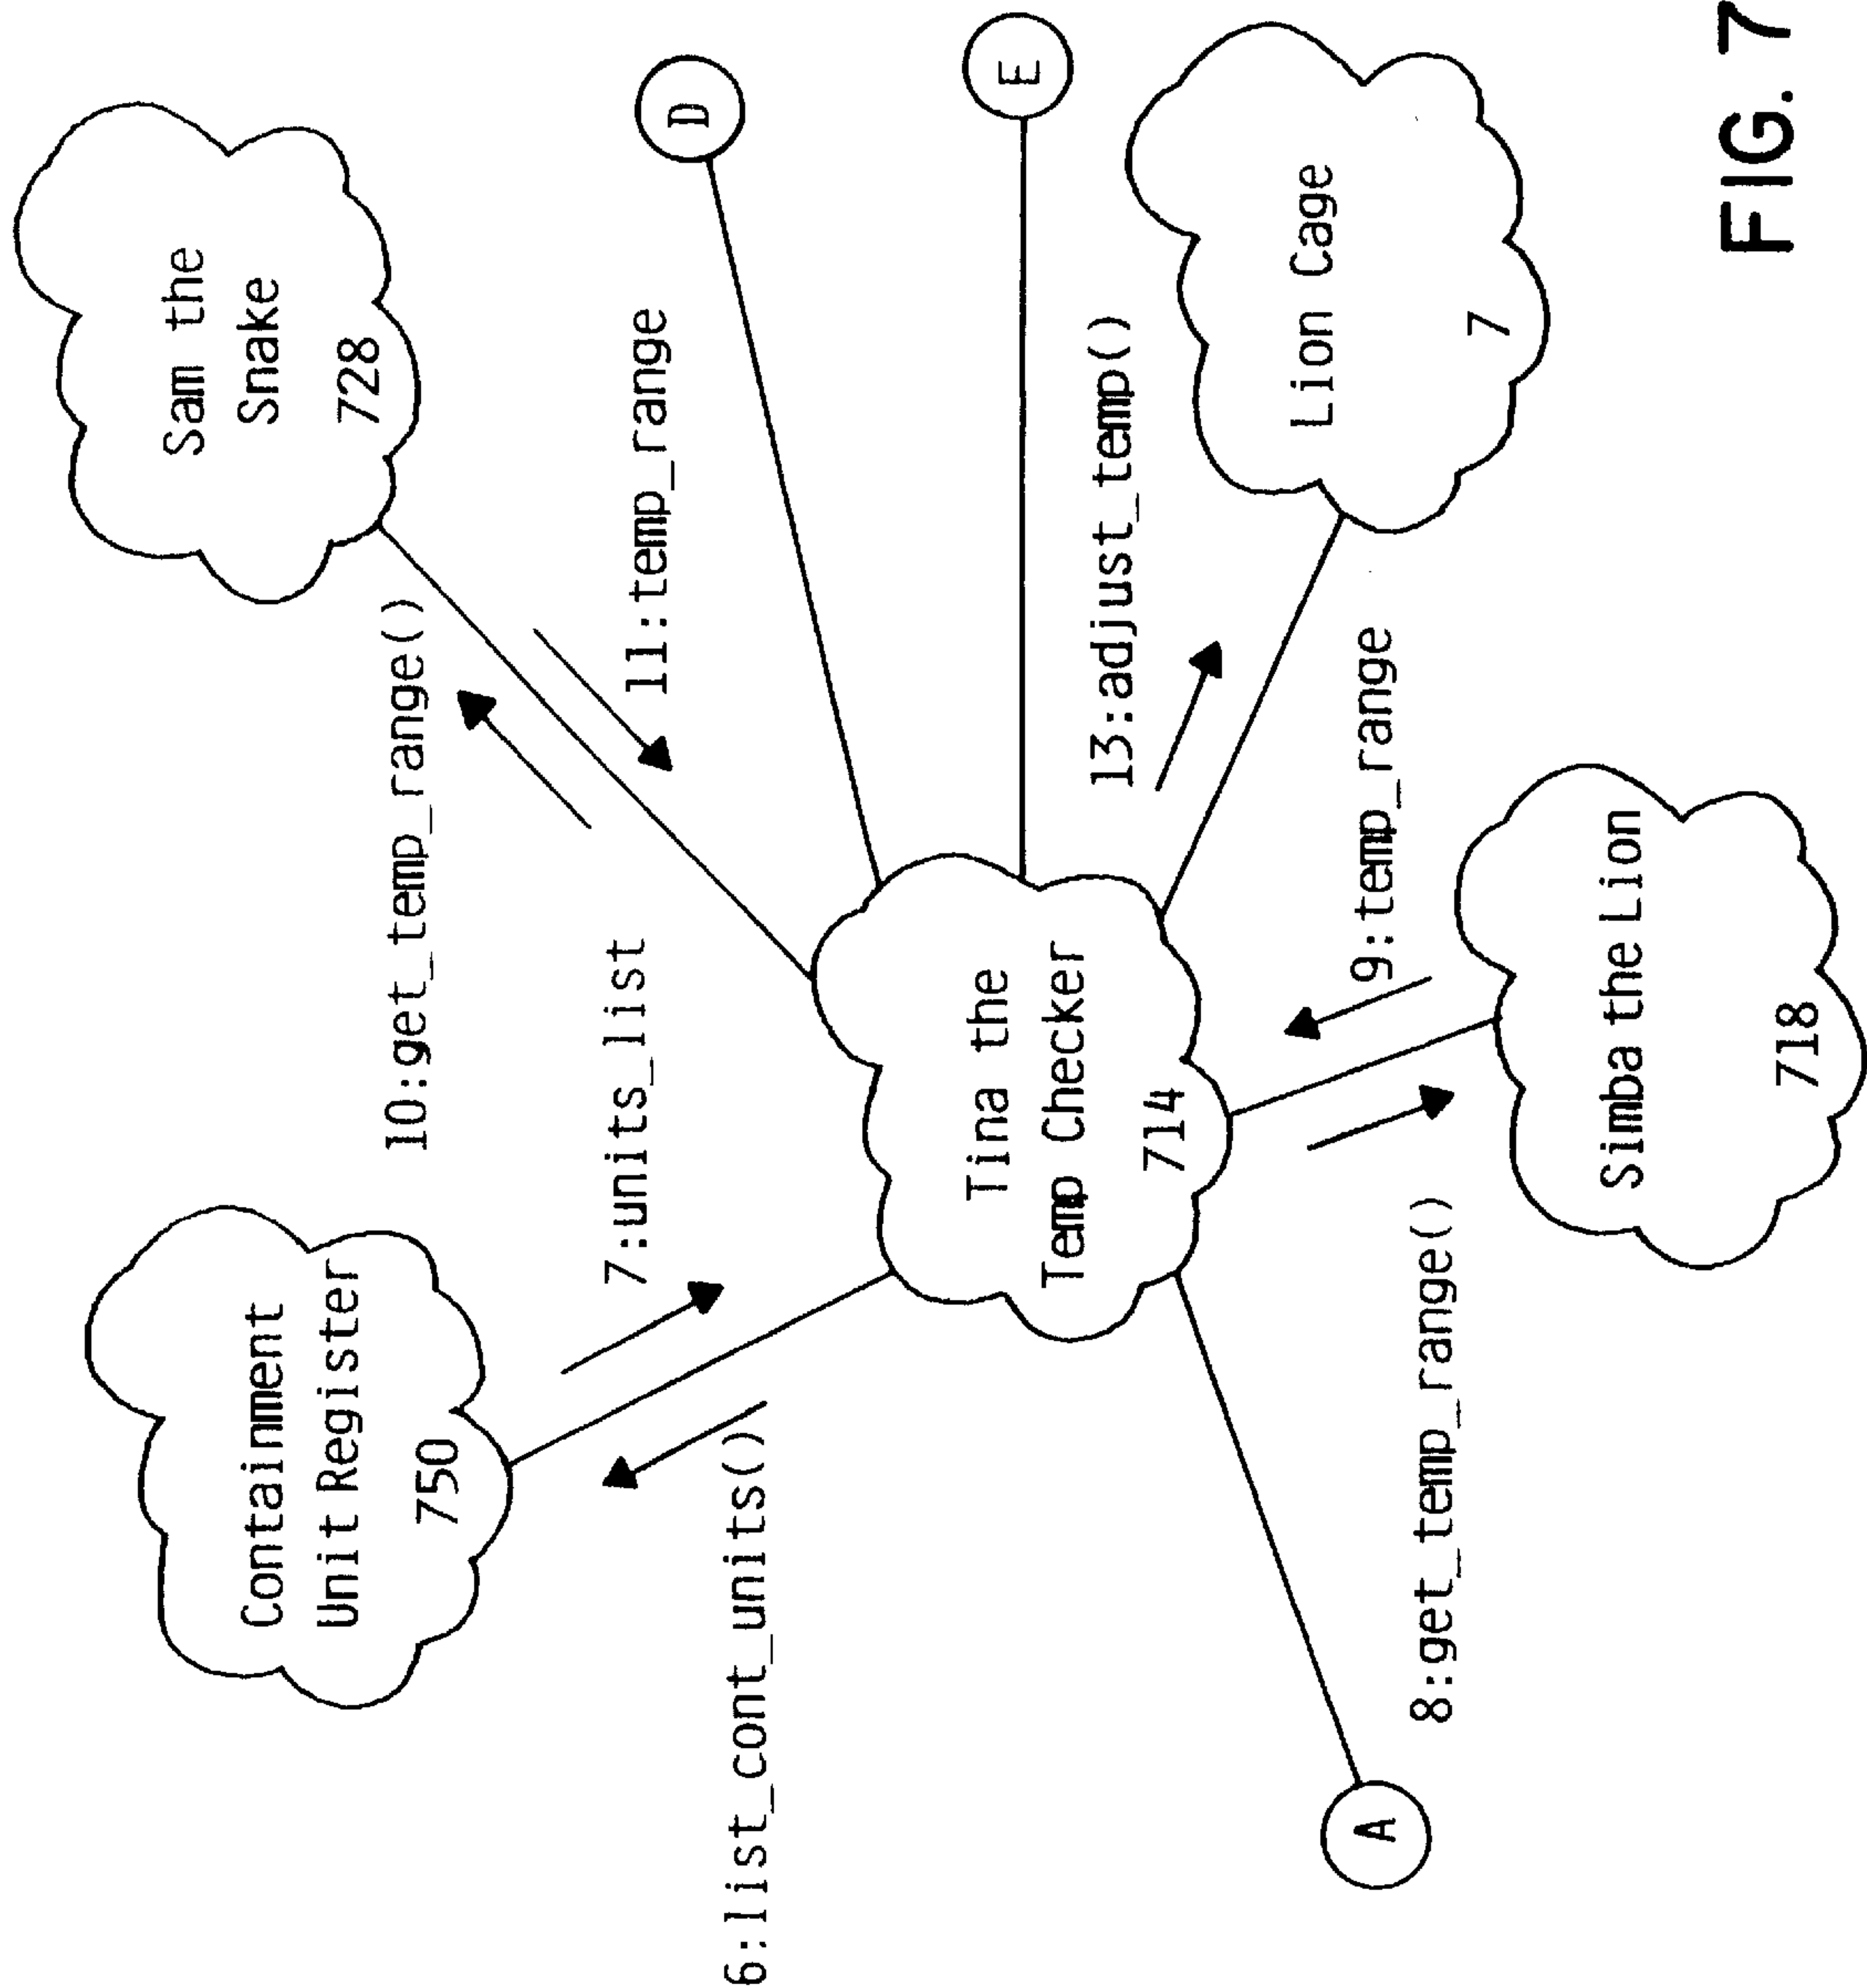 Containment
Unit Register
750
Sam the
Snake
728
10:get_temp_range()
7:units_list
11:temp_range
6:list_cont_units()
D
Tina the
Temp Checker
714
E
13:adjust_temp()
Lion Cage
7
9:temp_range
8:get_temp_range()
A
Simba the Lion
718
FIG. 7